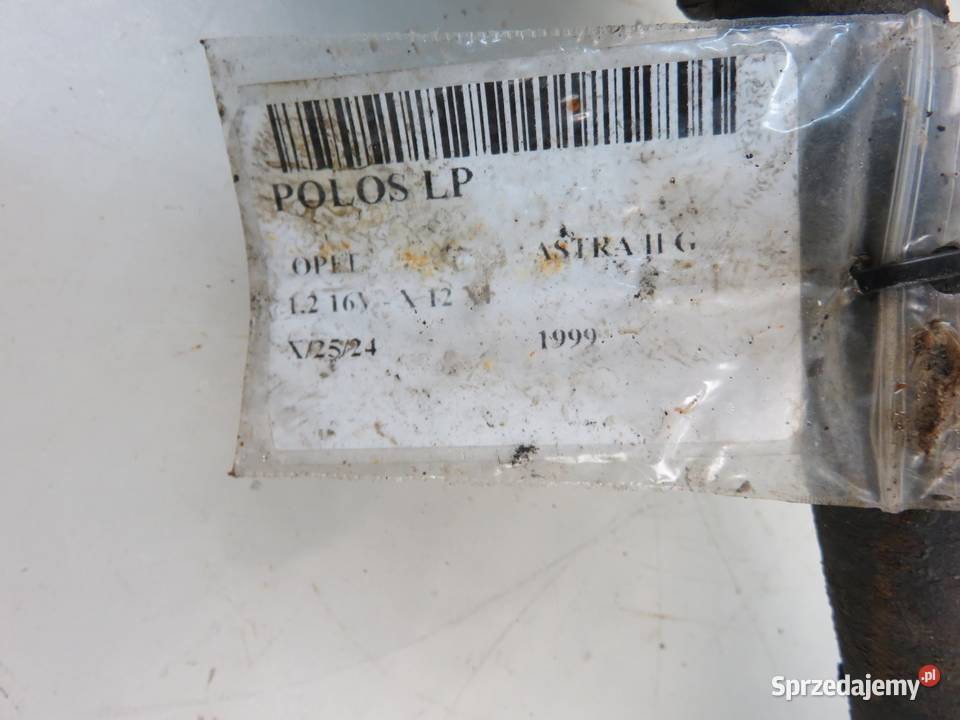 POLOS LP
OPEL ASTRA II G
1.2 16V - X 12
X/25/24 1999
Sprzedajemy.pl